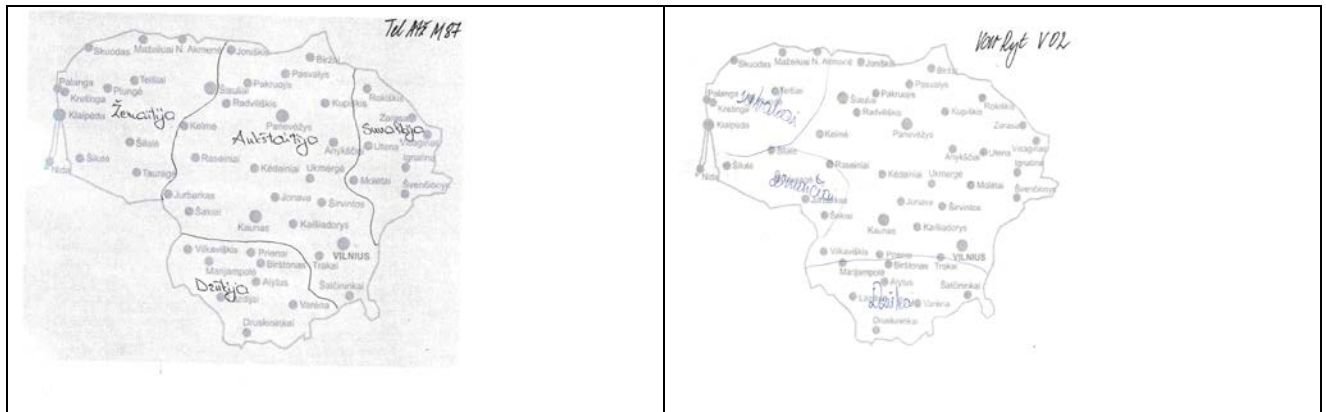 Tel Aš M87
Skuodas Mažeikiai N. Akmenė Joniškis
Biržai
Pasvalys
Palanga Plungė Telšiai
Kretinga
Šiauliai Pakruojis
Rokiškis
Klaipėda Žemaitija
Radviliškis Kupiškis
Zarasai
Kelmė Panevėžys
Aukštaitija Suvalkija
Visaginas
Šilalė
Anykščiai Utena
Šilutė
Raseiniai
Ignalina
Nida
Tauragė
Kėdainiai Ukmergė
Molėtai
Švenčionys
Jurbarkas
Jonava
Širvintos
Šakiai
Kaunas
Kaišiadorys
Vilkaviškis Prienai
VILNIUS
Marijampolė Birštonas Trakai
Dzūkija
Alytus
Šalčininkai
Lazdijai
Varėna
Druskininkai
V02
Skuodas Mažeikiai N. Akmenė Joniškis
Biržai
Pasvalys
Palanga
Telšiai
Kretinga
Šiauliai Pakruojis
Rokiškis
Klaipėda
Radviliškis Kupiškis
Zarasai
Kelmė Panevėžys
Visaginas
Šilalė
Anykščiai Utena
Šilutė
Raseiniai
Ignalina
Nida
Kėdainiai Ukmergė
Molėtai
Švenčionys
Jonava
Širvintos
Šakiai
Kaunas
Kaišiadorys
Vilkaviškis Prienai
VILNIUS
Marijampolė Birštonas Trakai
Alytus
Šalčininkai
Dzūkai
Varėna
Druskininkai